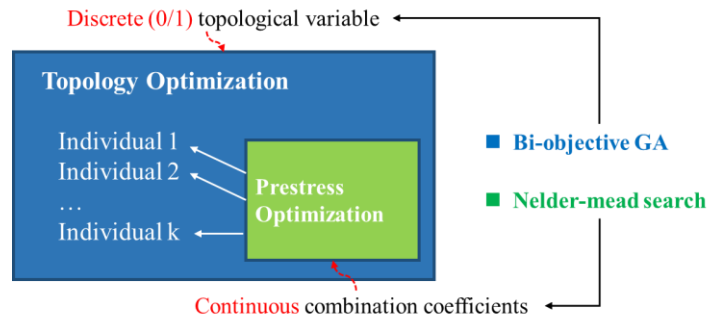 Discrete (0/1) topological variable
Topology Optimization
Individual 1
Individual 2
…
Individual k
Prestress
Optimization
Bi-objective GA
Nelder-mead search
Continuous combination coefficients